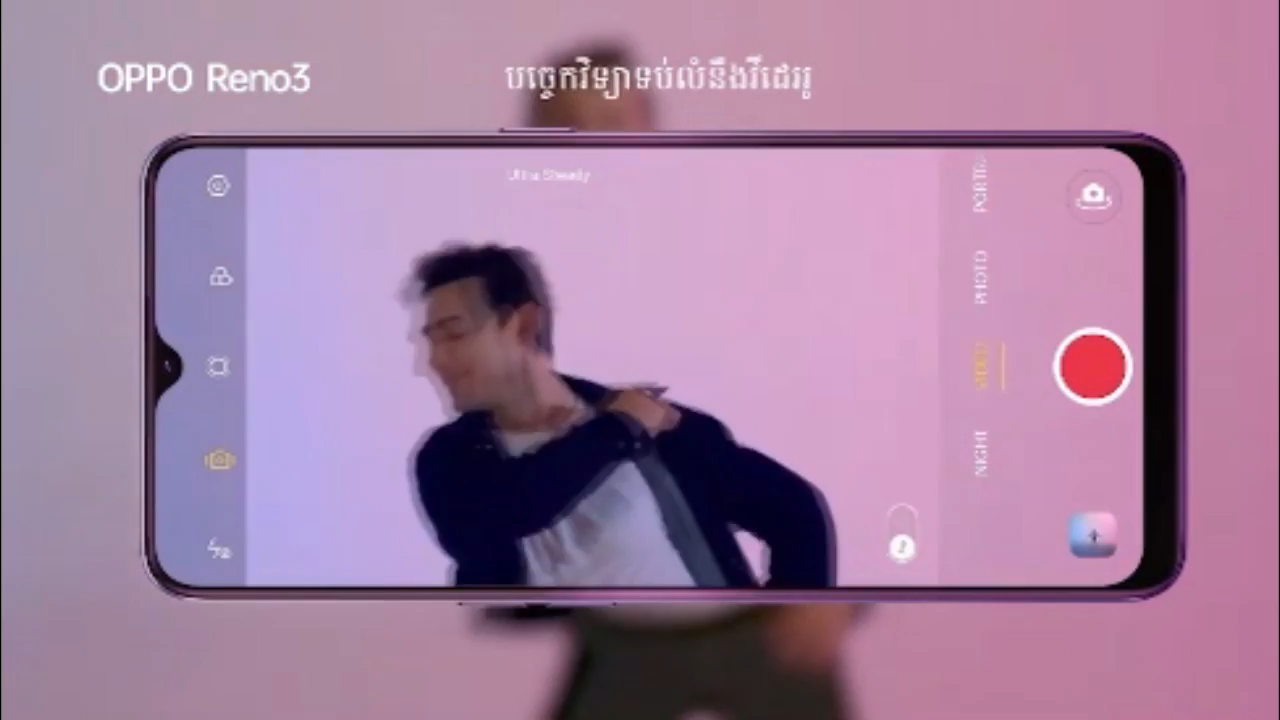 OPPO Reno3
បច្ចេកវិទ្យាទប់លំនឹងវីដេអូ
Ultra Steady
PHOTO
VIDEO
NIGHT